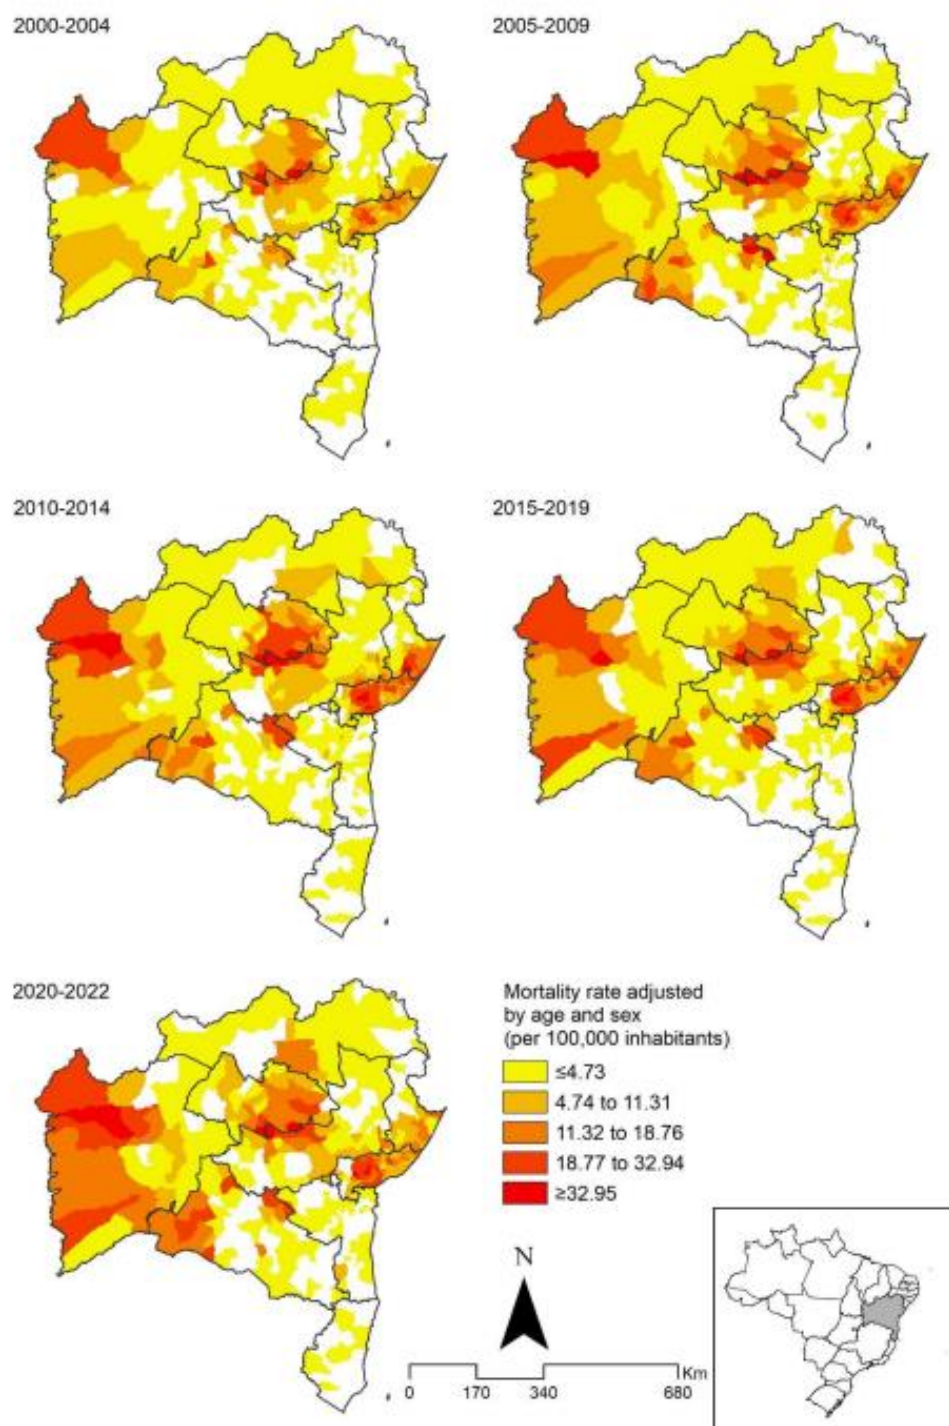 2000-2004
2005-2009
2010-2014
2015-2019
2020-2022
Mortality rate adjusted
by age and sex
(per 100,000 inhabitants)
≤4.73
4.74 to 11.31
11.32 to 18.76
18.77 to 32.94
≥32.95
N
Km
0 170 340 680